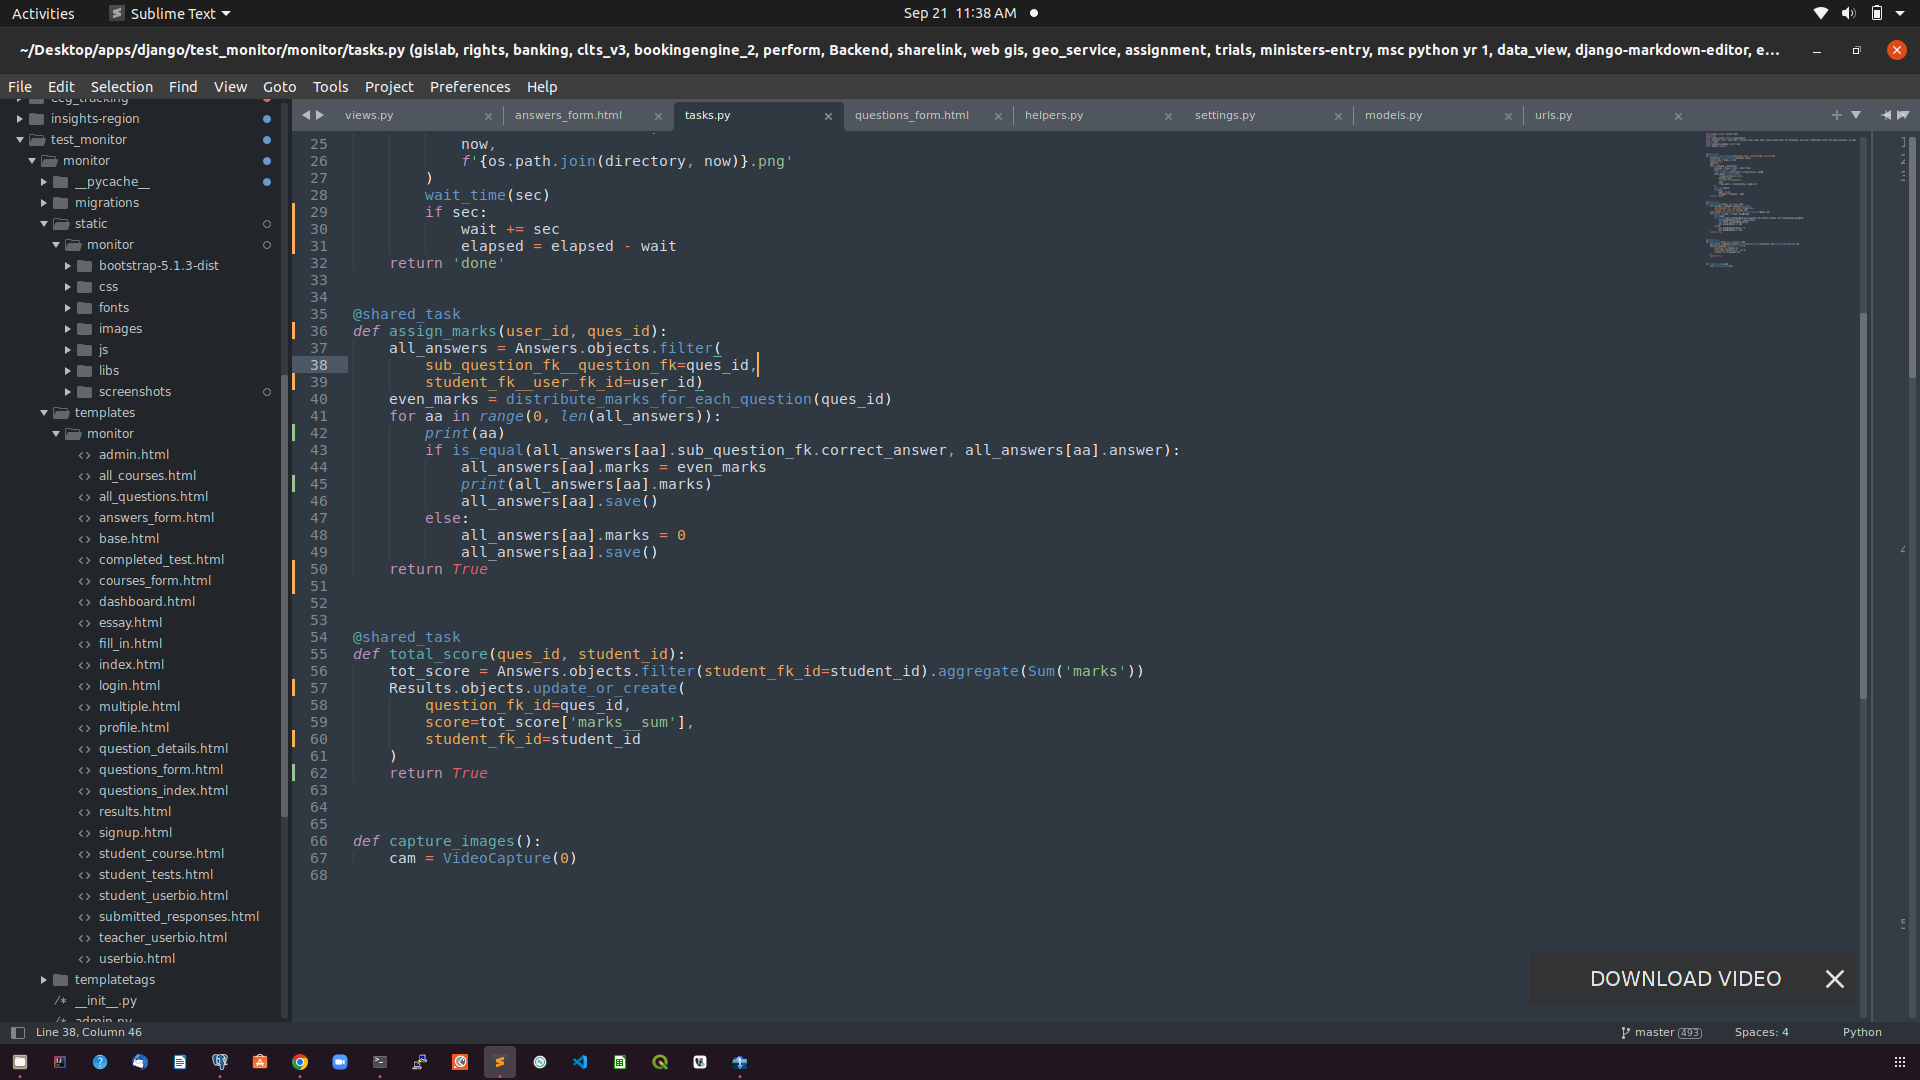 Activities
Sublime Text
Sep 21 11:38 AM
~/Desktop/apps/django/test_monitor/monitor/tasks.py (gislab, rights, banking, clts_v3, bookingengine_2, perform, Backend, sharelink, web gis, geo_service, assignment, trials, ministers-entry, msc python yr 1, data_view, django-markdown-editor, e...
File Edit Selection Find View Goto Tools Project Preferences Help
insights-region
test_monitor
monitor
__pycache__
migrations
static
monitor
bootstrap-5.1.3-dist
css
fonts
images
js
libs
screenshots
templates
monitor
<> admin.html
<> all_courses.html
<> all_questions.html
<> answers_form.html
<> base.html
<> completed_test.html
<> courses_form.html
<> dashboard.html
<> essay.html
<> fill_in.html
<> index.html
<> login.html
<> multiple.html
<> profile.html
<> question_details.html
<> questions_form.html
<> questions_index.html
<> results.html
<> signup.html
<> student_course.html
<> student_tests.html
<> student_userbio.html
<> submitted_responses.html
<> teacher_userbio.html
<> userbio.html
templatetags
/* __init__.py
/* admin.py
views.py answers_form.html tasks.py questions_form.html helpers.py settings.py models.py urls.py
25 now,
26 f'{os.path.join(directory, now)}.png'
27 )
28 wait_time(sec)
29 if sec:
30 wait += sec
31 elapsed = elapsed - wait
32 return 'done'
33
34
35 @shared_task
36 def assign_marks(user_id, ques_id):
37 all_answers = Answers.objects.filter(
38 sub_question_fk__question_fk=ques_id,
39 student_fk__user_fk_id=user_id)
40 even_marks = distribute_marks_for_each_question(ques_id)
41 for aa in range(0, len(all_answers)):
42 print(aa)
43 if is_equal(all_answers[aa].sub_question_fk.correct_answer, all_answers[aa].answer):
44 all_answers[aa].marks = even_marks
45 print(all_answers[aa].marks)
46 all_answers[aa].save()
47 else:
48 all_answers[aa].marks = 0
49 all_answers[aa].save()
50 return True
51
52
53
54 @shared_task
55 def total_score(ques_id, student_id):
56 tot_score = Answers.objects.filter(student_fk_id=student_id).aggregate(Sum('marks'))
57 Results.objects.update_or_create(
58 question_fk_id=ques_id,
59 score=tot_score['marks__sum'],
60 student_fk_id=student_id
61 )
62 return True
63
64
65
66 def capture_images():
67 cam = VideoCapture(0)
68
DOWNLOAD VIDEO
Line 38, Column 46
master 493
Spaces: 4
Python